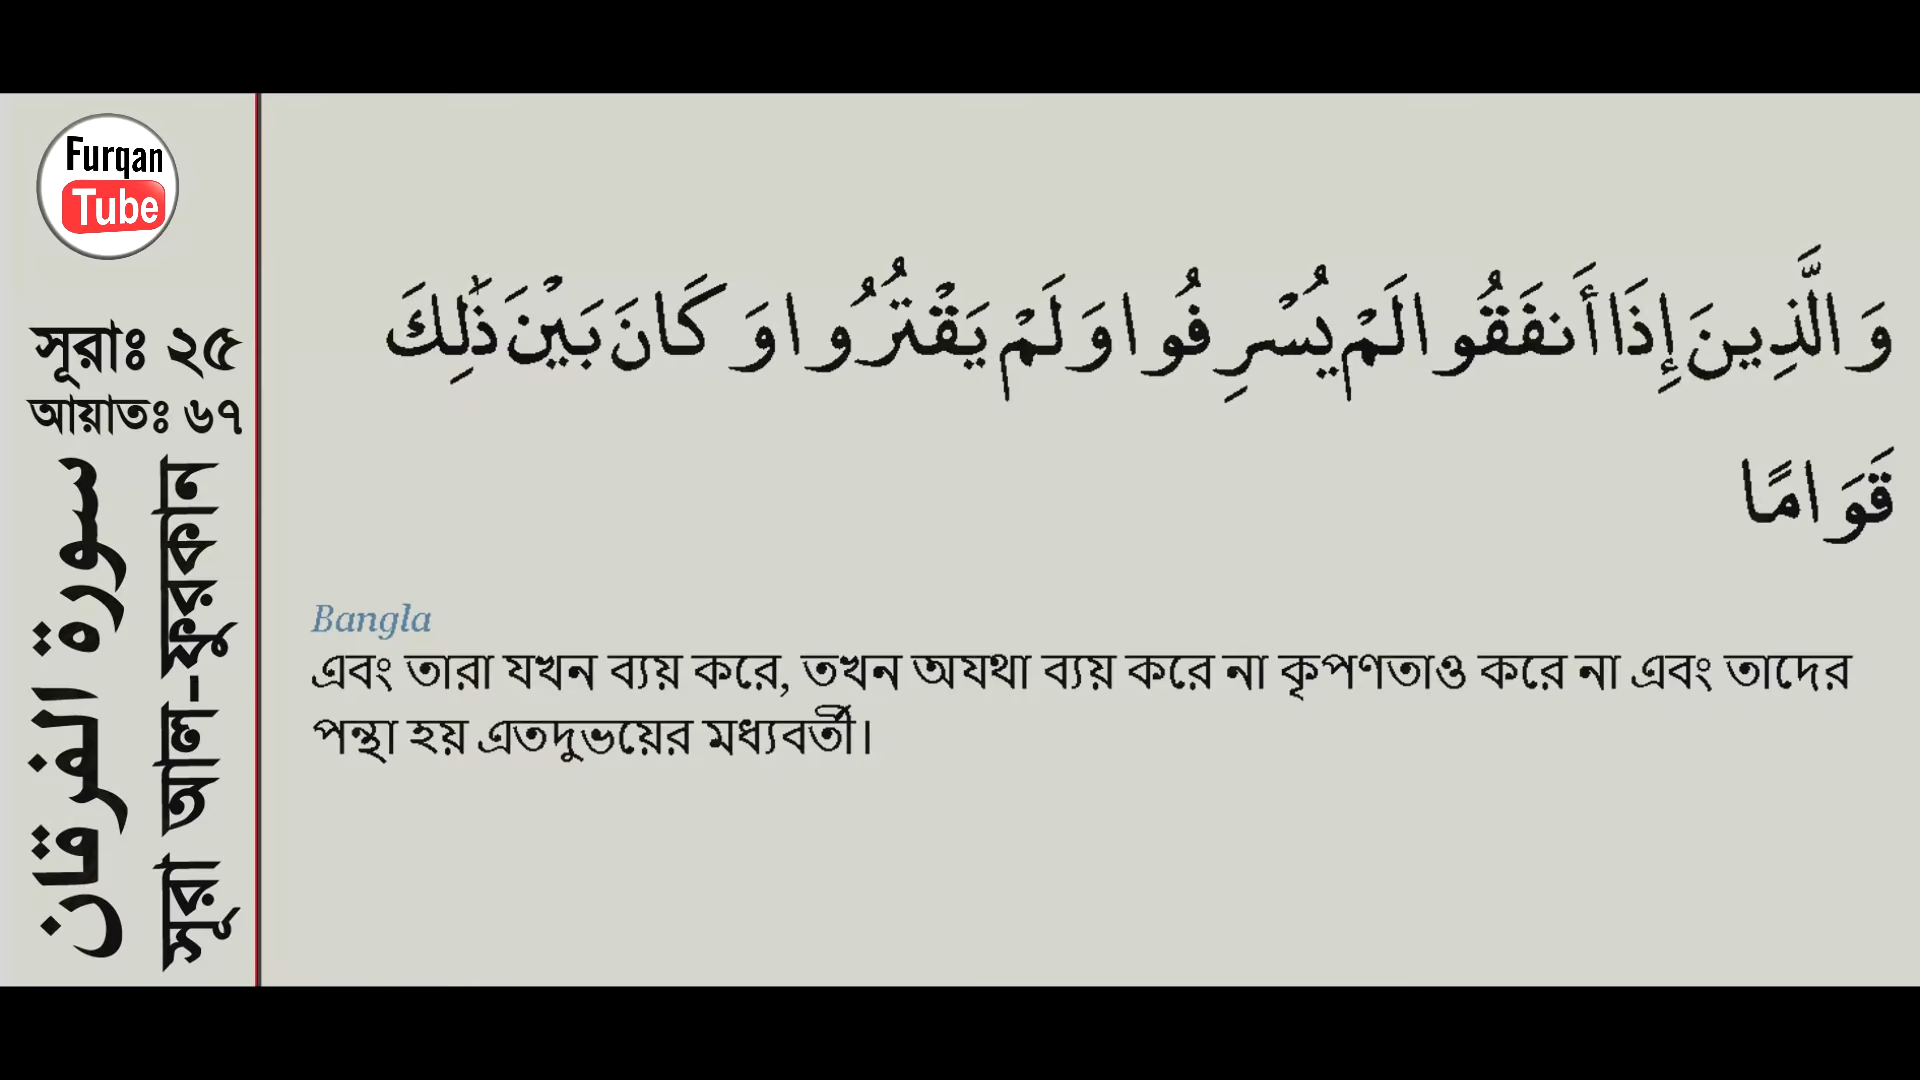 Furqan
Tube
সূরাঃ ২৫
আয়াতঃ ৬৭
سورة الفرقان
সূরা আল-ফুরকান
وَالَّذِينَ إِذَا أَنفَقُوا لَمْ يُسْرِفُوا وَلَمْ يَقْتُرُوا وَكَانَ بَيْنَ ذَٰلِكَ
قَوَامًا
Bangla
এবং তারা যখন ব্যয় করে, তখন অযথা ব্যয় করে না কৃপণতাও করে না এবং তাদের
পন্থা হয় এতদুভয়ের মধ্যবর্তী।